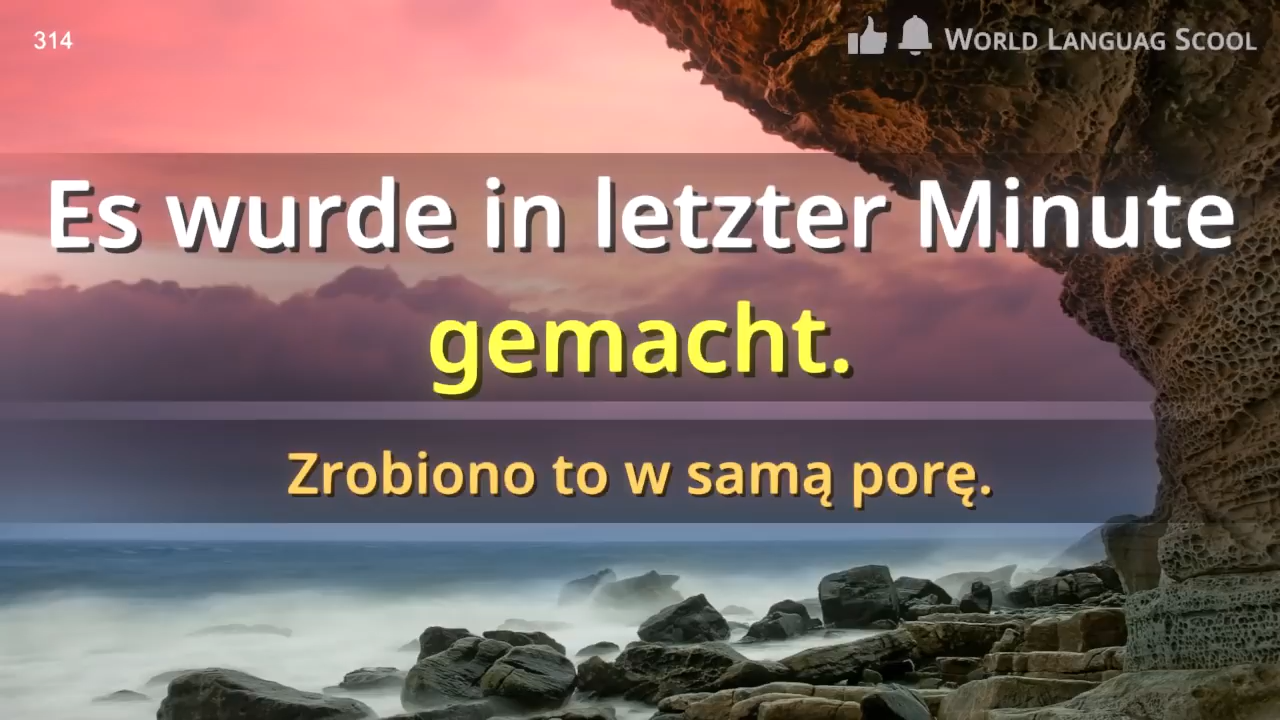 314
WORLD LANGUAG SCOOL
Es wurde in letzter Minute
gemacht.
Zrobiono to w samą porę.